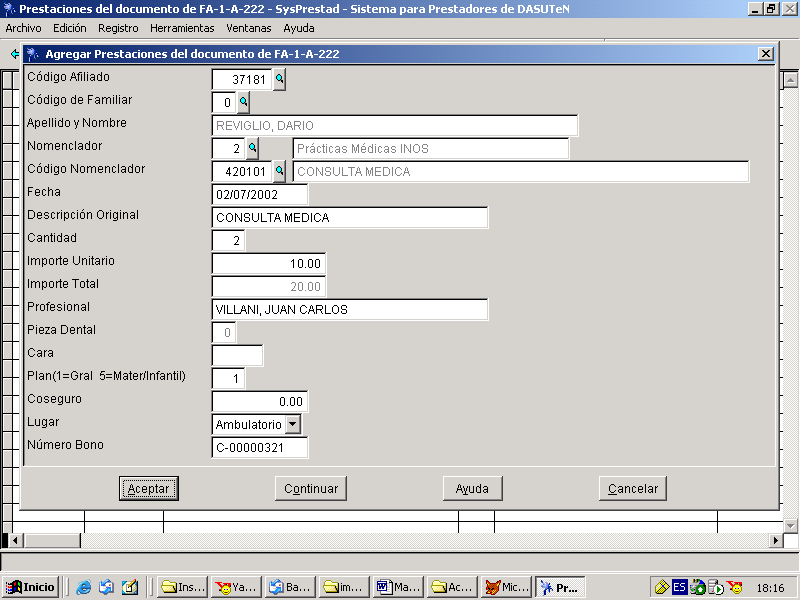 Prestaciones del documento de FA-1-A-222 - SysPrestad - Sistema para Prestadores de DASUTeN
Archivo Edición Registro Herramientas Ventanas Ayuda
Agregar Prestaciones del documento de FA-1-A-222
Código Afiliado 37181
Código de Familiar 0
Apellido y Nombre REVIGLIO, DARIO
Nomenclador 2 Prácticas Médicas INOS
Código Nomenclador 420101 CONSULTA MEDICA
Fecha 02/07/2002
Descripción Original CONSULTA MEDICA
Cantidad 2
Importe Unitario 10.00
Importe Total 20.00
Profesional VILLANI, JUAN CARLOS
Pieza Dental 0
Cara
Plan(1=Gral 5=Mater/Infantil) 1
Coseguro 0.00
Lugar Ambulatorio
Número Bono C-00000321
Aceptar Continuar Ayuda Cancelar
Inicio Ins... Ya... Ba... im... Ma... Ac... Mic... Pr... ES 18:16